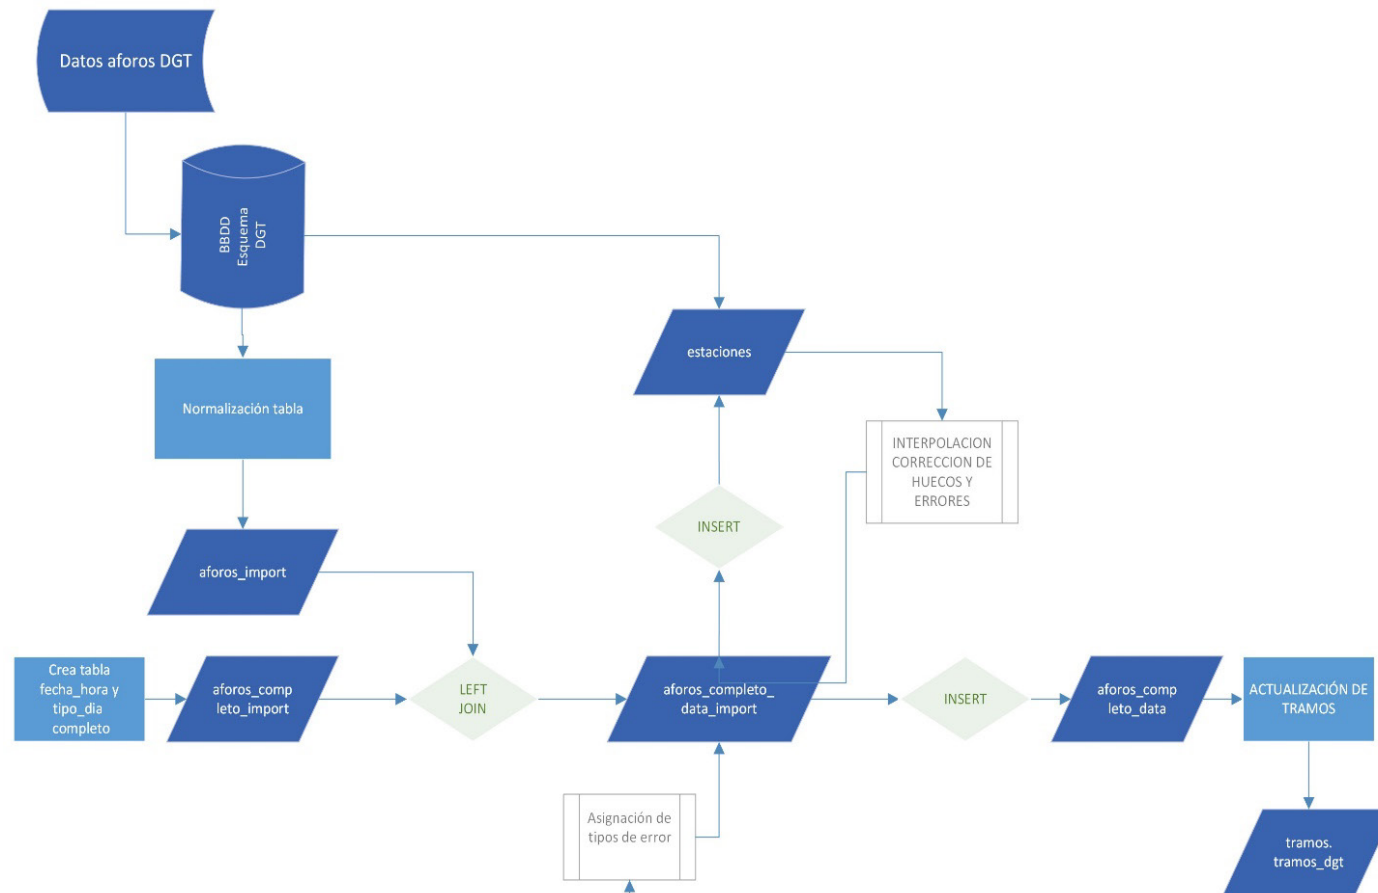 Datos aforos DGT
BBDD
Esquema
DGT
estaciones
Normalización tabla
INTERPOLACION
CORRECCION DE
HUECOS Y
ERRORES
INSERT
aforos_import
Crea tabla
fecha_hora y
tipo_dia
completo
aforos_comp
leto_import
LEFT
JOIN
aforos_completo_
data_import
INSERT
aforos_comp
leto_data
ACTUALIZACIÓN DE
TRAMOS
Asignación de
tipos de error
tramos.
tramos_dgt